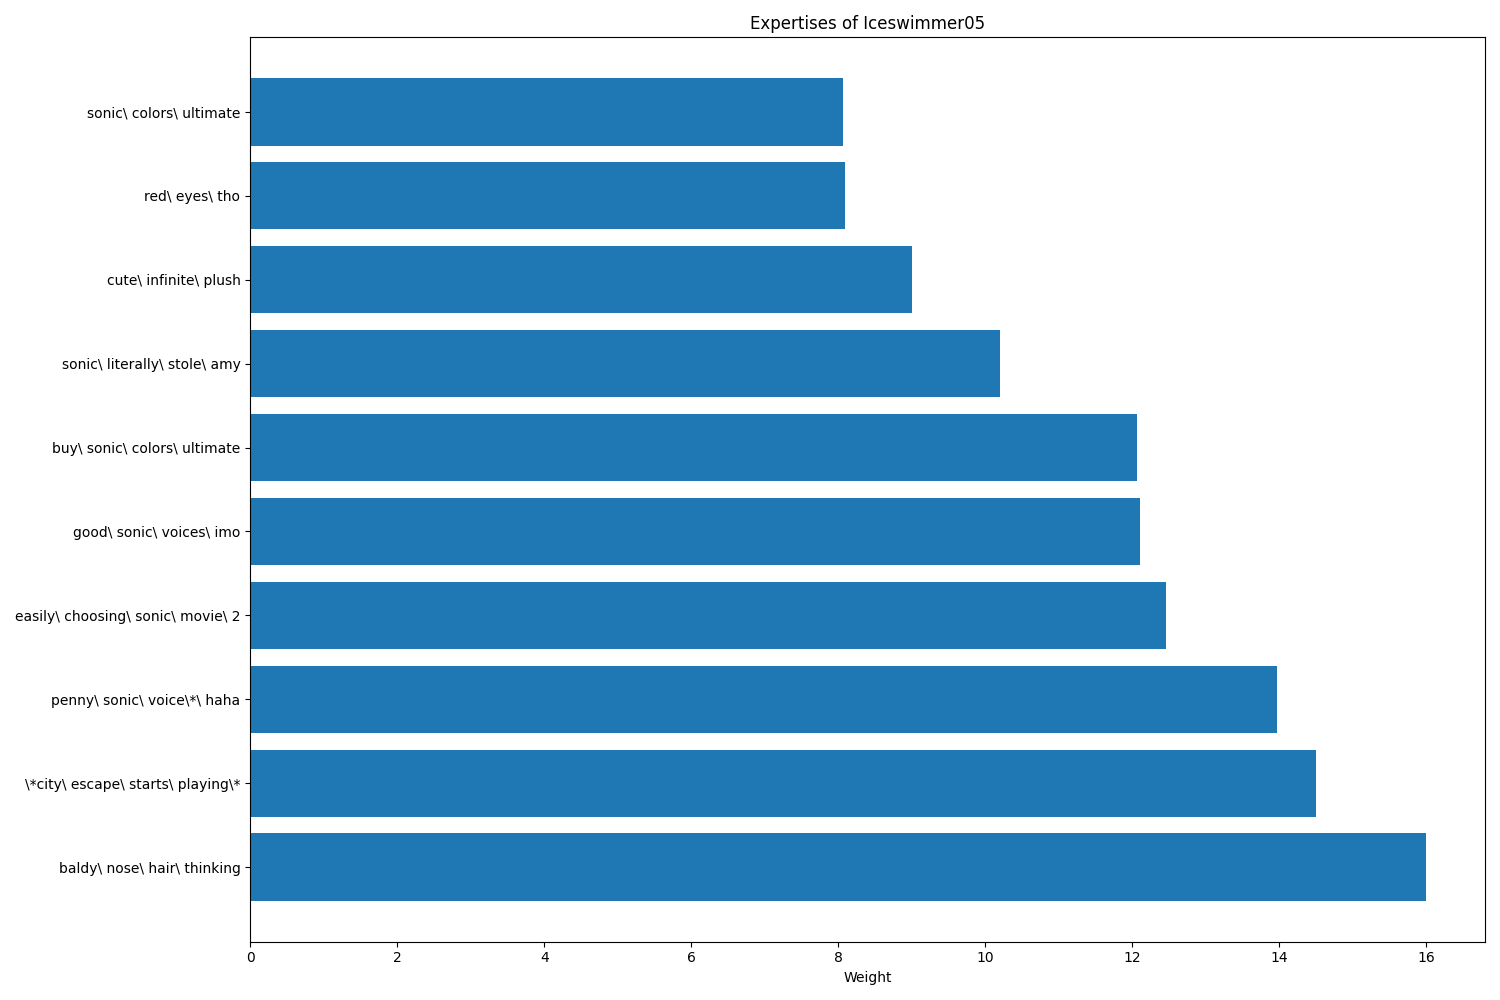 Expertises of Iceswimmer05
sonic\ colors\ ultimate
red\ eyes\ tho
cute\ infinite\ plush
sonic\ literally\ stole\ amy
buy\ sonic\ colors\ ultimate
good\ sonic\ voices\ imo
easily\ choosing\ sonic\ movie\ 2
penny\ sonic\ voice\*\ haha
\*city\ escape\ starts\ playing\*
baldy\ nose\ hair\ thinking
0 2 4 6 8 10 12 14 16
Weight